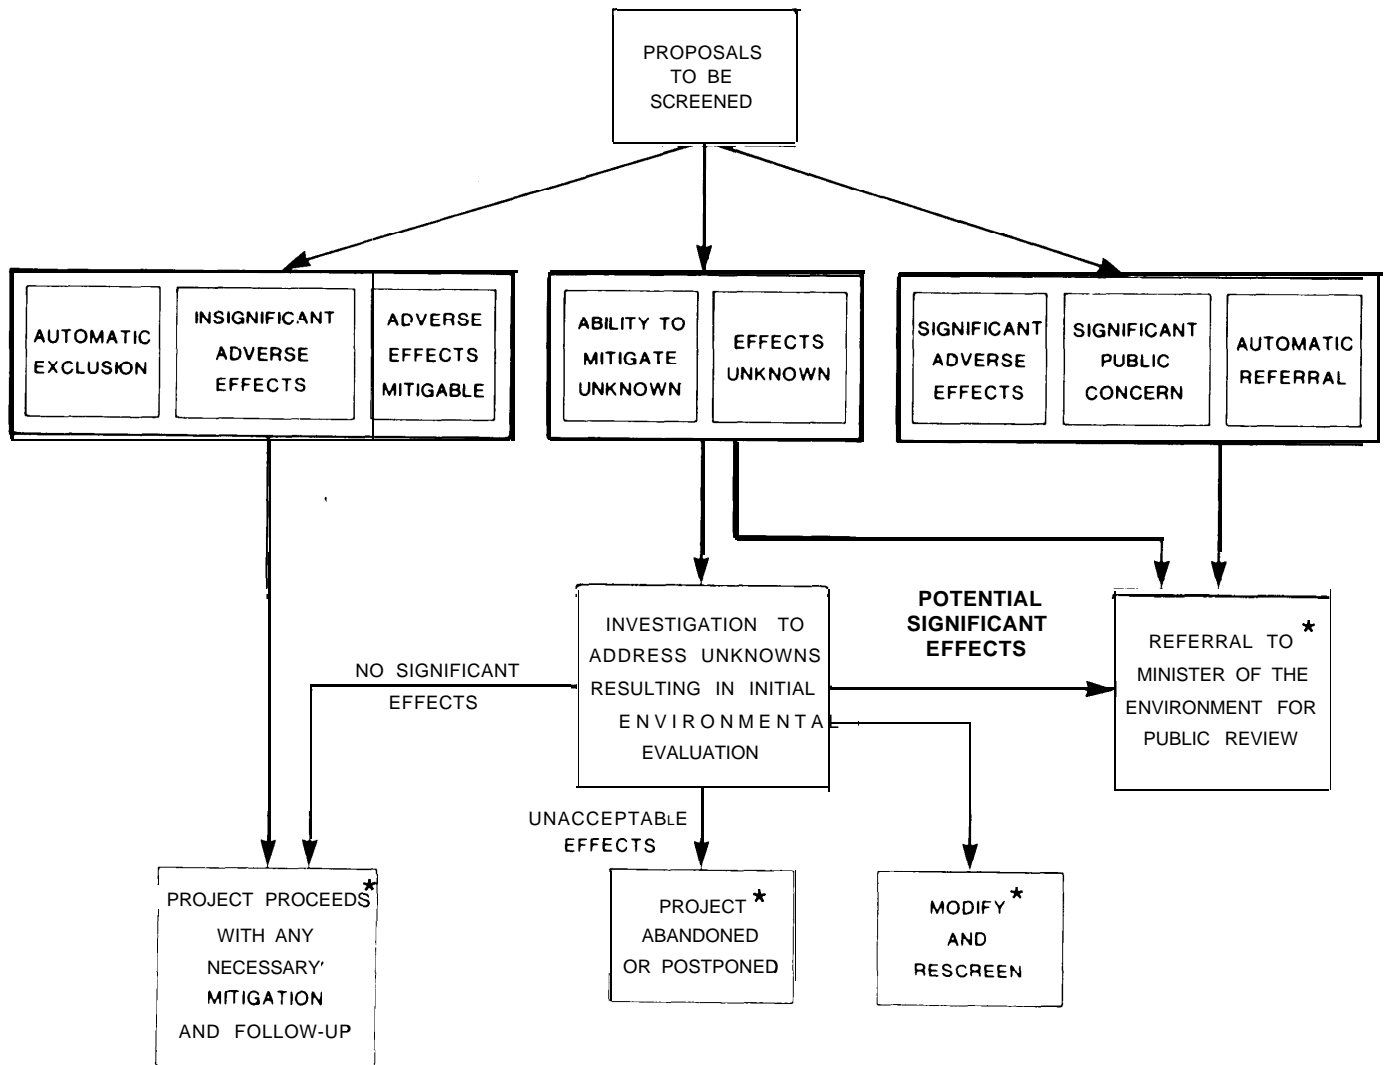 PROPOSALS
TO BE
SCREENED
AUTOMATIC
EXCLUSION
INSIGNIFICANT
ADVERSE
EFFECTS
ADVERSE
EFFECTS
MITIGABLE
ABILITY TO
MITIGATE
UNKNOWN
EFFECTS
UNKNOWN
SIGNIFICANT
ADVERSE
EFFECTS
SIGNIFICANT
PUBLIC
CONCERN
AUTOMATIC
REFERRAL
INVESTIGATION TO
ADDRESS UNKNOWNS
RESULTING IN INITIAL
ENVIRONMENTAL
EVALUATION
NO SIGNIFICANT
EFFECTS
POTENTIAL
SIGNIFICANT
EFFECTS
REFERRAL TO *
MINISTER OF THE
ENVIRONMENT FOR
PUBLIC REVIEW
UNACCEPTABLE
EFFECTS
PROJECT PROCEEDS*
WITH ANY
NECESSARY'
MITIGATION
AND FOLLOW-UP
PROJECT *
ABANDONED
OR POSTPONED
MODIFY *
AND
RESCREEN